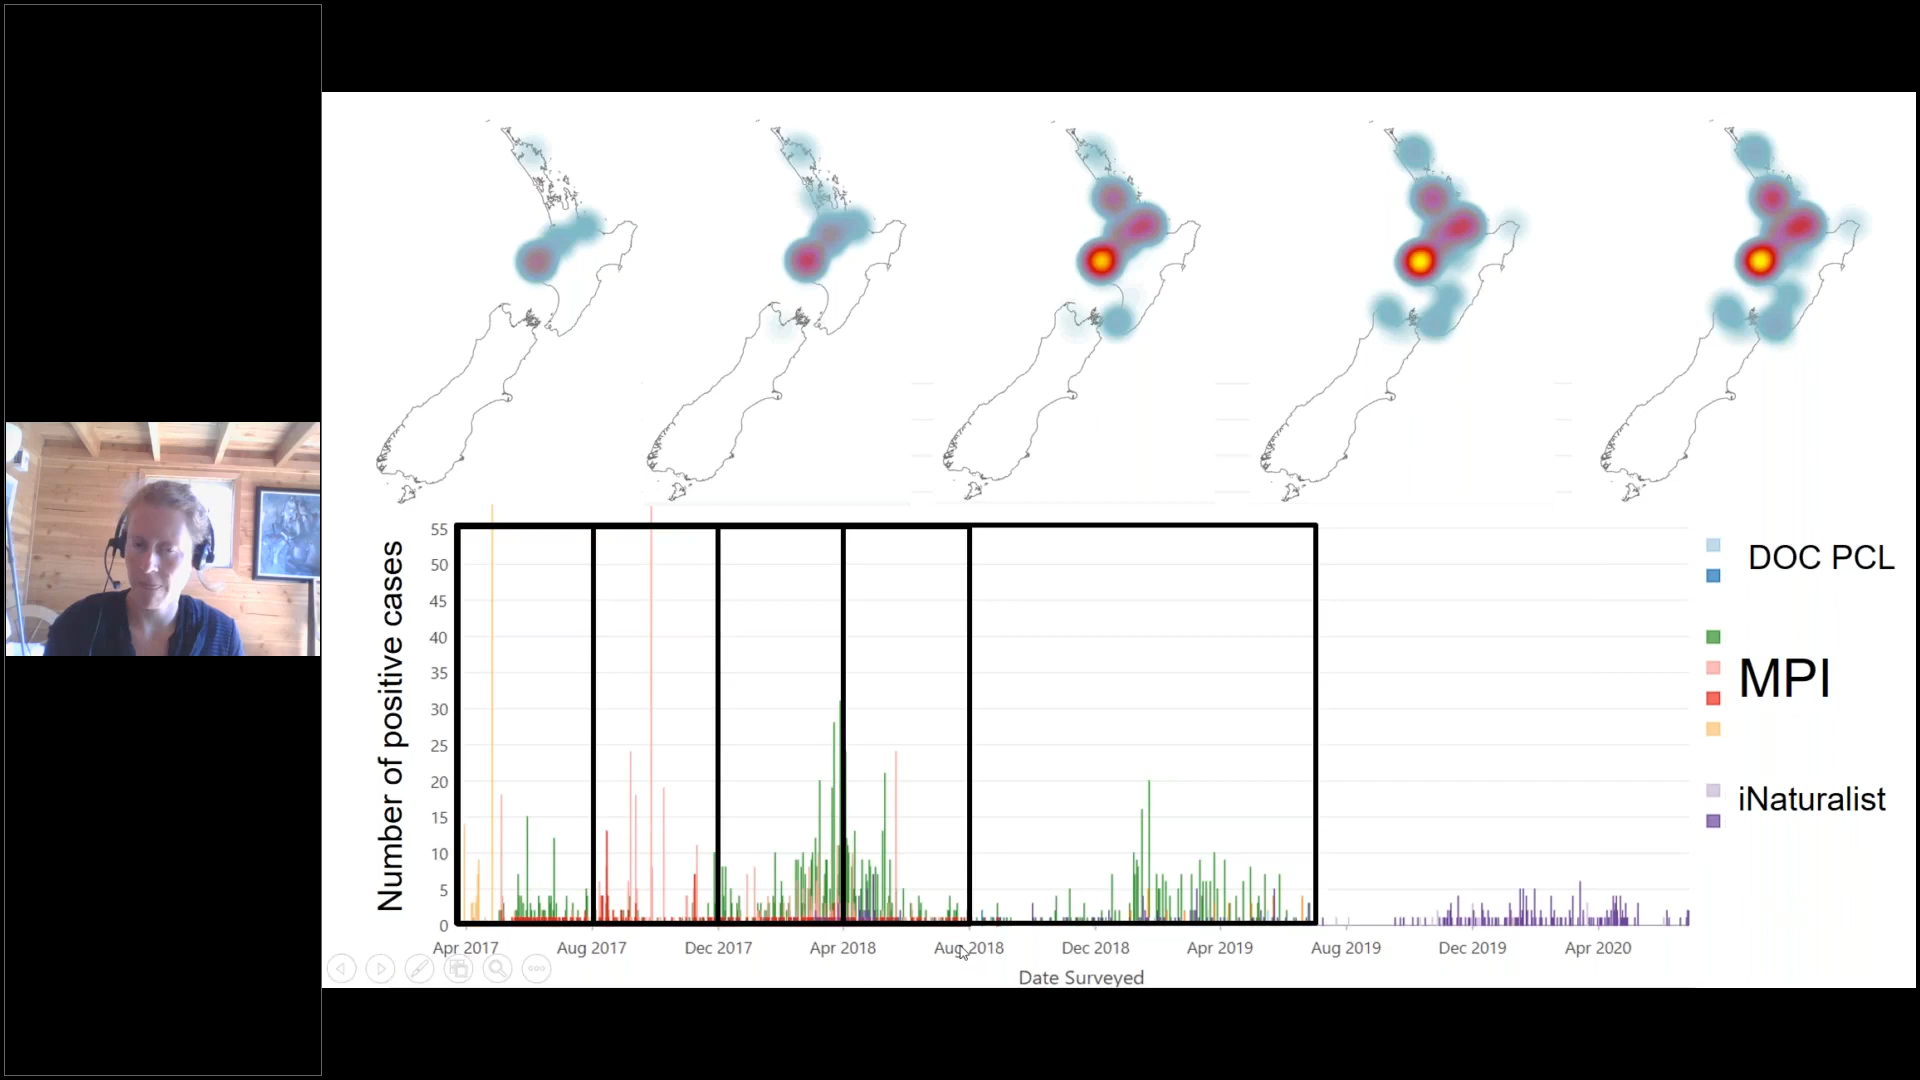 Number of positive cases
55
50
45
40
35
30
25
20
15
10
5
0
Apr 2017
Aug 2017
Dec 2017
Apr 2018
Aug 2018
Dec 2018
Apr 2019
Aug 2019
Dec 2019
Apr 2020
Date Surveyed
DOC PCL
MPI
iNaturalist